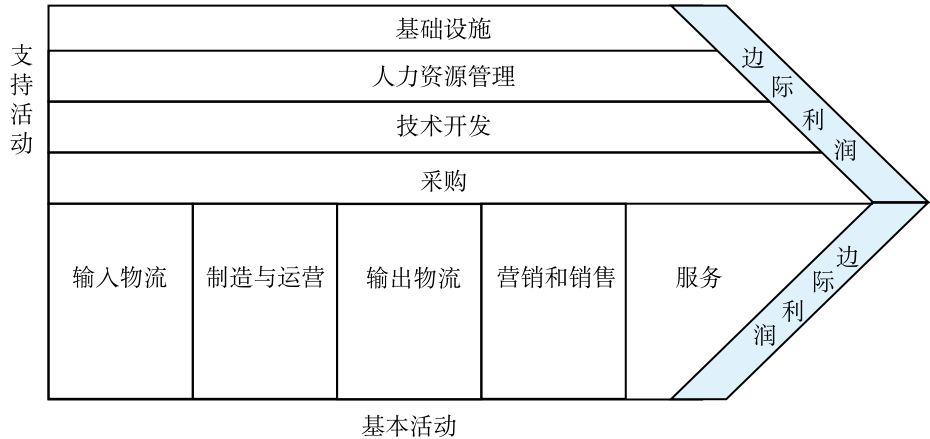 支持活动
基础设施
人力资源管理
技术开发
采购
边际利润
输入物流
制造与运营
输出物流
营销和销售
服务
边际利润
基本活动